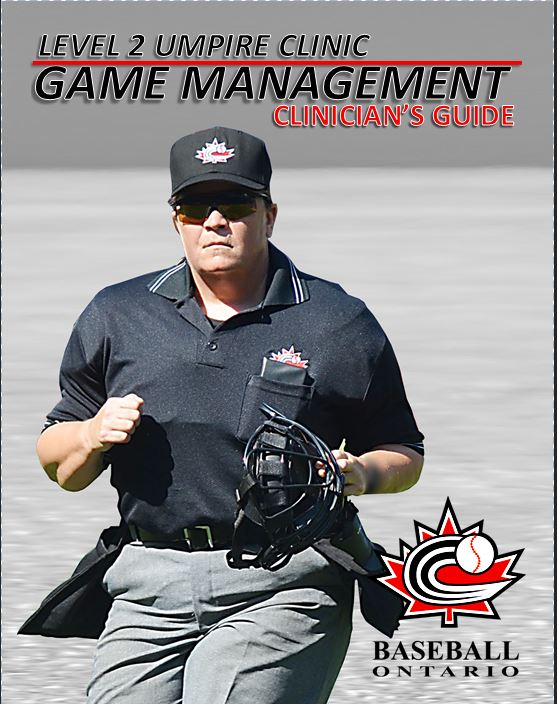 LEVEL 2 UMPIRE CLINIC
GAME MANAGEMENT
CLINICIAN'S GUIDE
BASEBALL
ONTARIO